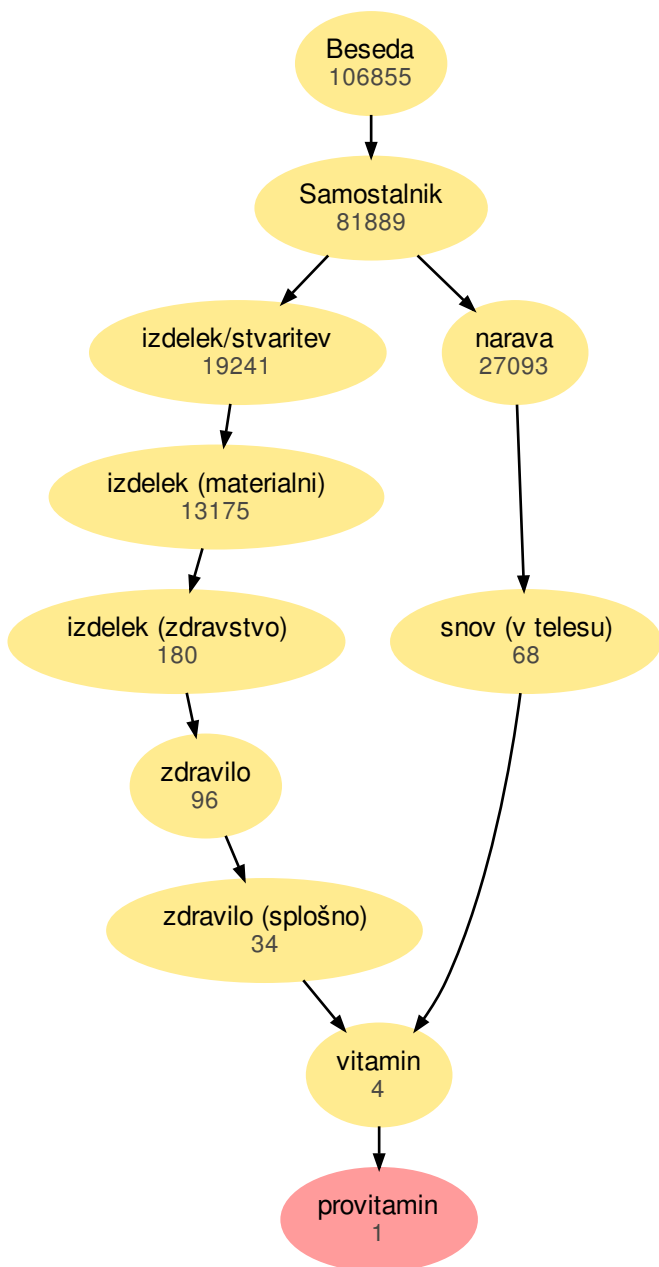 Beseda
106855
Samostalnik
81889
izdelek/stvaritev
19241
narava
27093
izdelek (materialni)
13175
izdelek (zdravstvo)
180
snov (v telesu)
68
zdravilo
96
zdravilo (splošno)
34
vitamin
4
provitamin
1